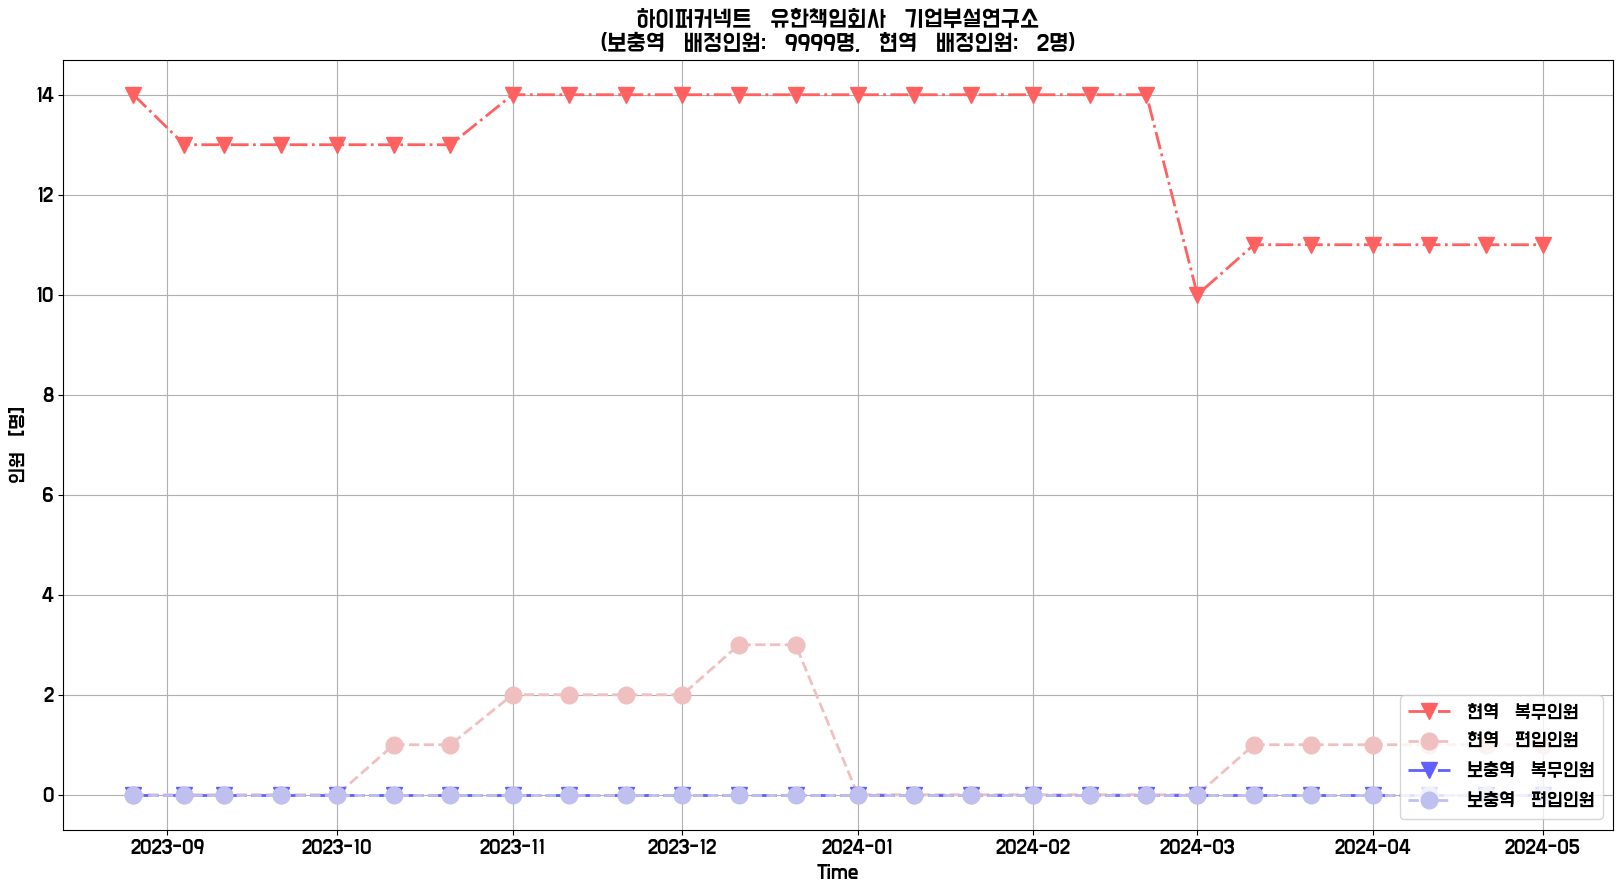 하이퍼커넥트 유한책임회사 기업부설연구소
(보충역 배정인원: 9999명, 현역 배정인원: 2명)
인원 [명]
14
12
10
8
6
4
2
0
현역 복무인원
현역 편입인원
보충역 복무인원
보충역 편입인원
2023-09
2023-10
2023-11
2023-12
2024-01
2024-02
2024-03
2024-04
2024-05
Time